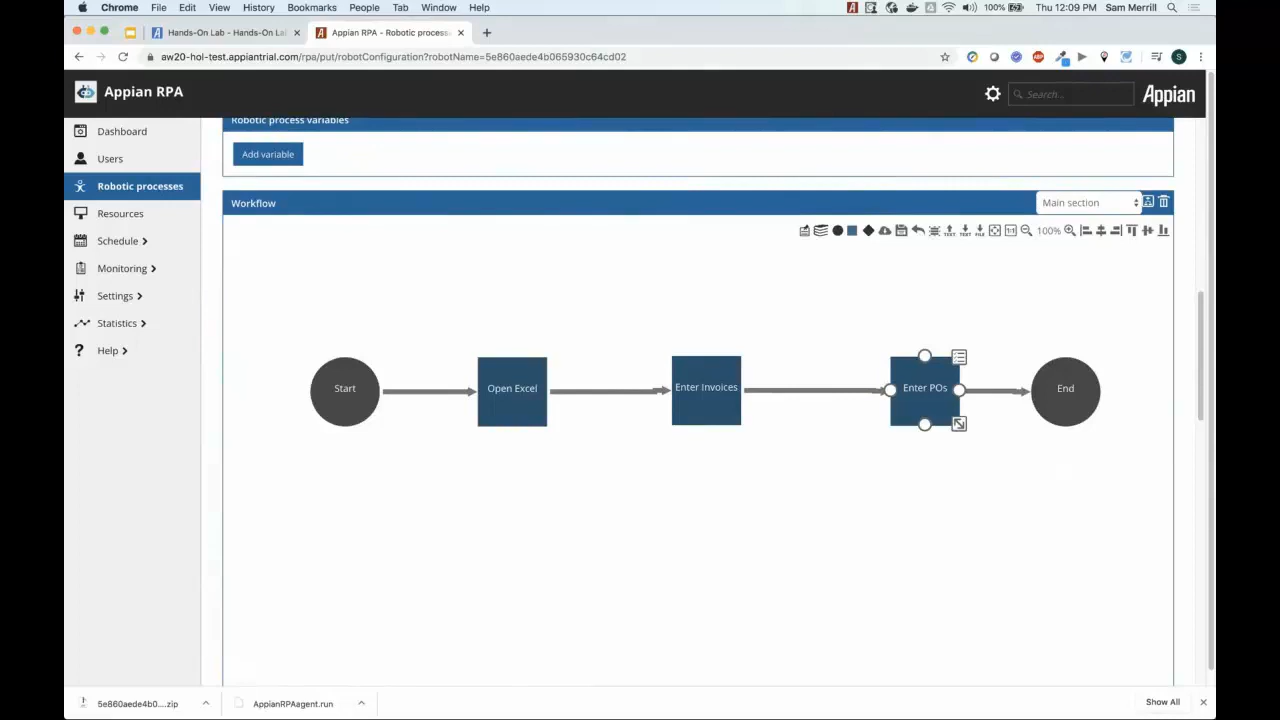 Chrome File Edit View History Bookmarks People Tab Window Help 100% Thu 12:09 PM Sam Merrill
Hands-On Lab - Hands-On La
Appian RPA - Robotic process
aw20-hol-test.appiantrial.com/rpa/put/robotConfiguration?robotName=5e860aede4b065930c64cd02
Appian RPA
Search...
Appian
Dashboard
Users
Robotic processes
Resources
Schedule
Monitoring
Settings
Statistics
Help
Robotic process variables
Add variable
Workflow
Main section
100%
Start
Open Excel
Enter Invoices
Enter POs
End
5e860aede4b0....zip
AppianRPAagent.run
Show All